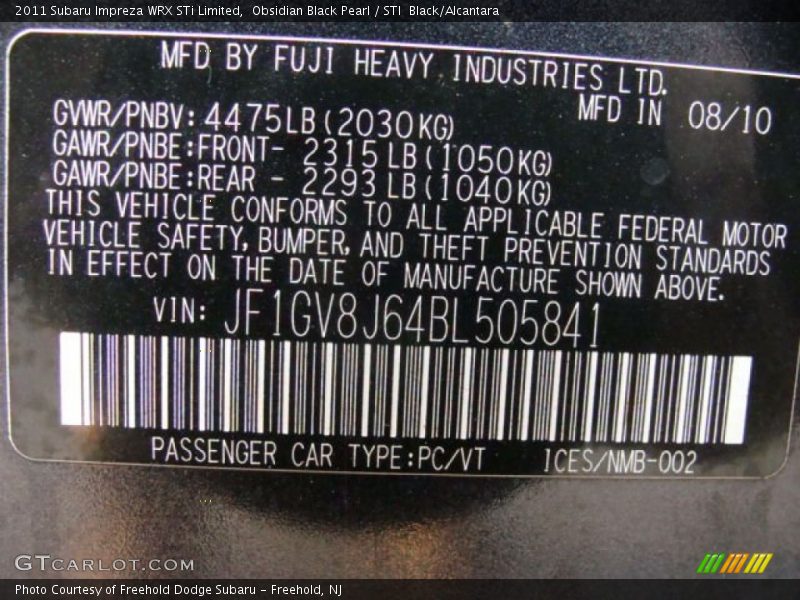 2011 Subaru Impreza WRX STi Limited,  Obsidian Black Pearl / STI  Black/Alcantara
MFD BY FUJI HEAVY INDUSTRIES LTD.
MFD IN 08/10
GVWR/PNBV: 4475LB (2030KG)
GAWR/PNBE:FRONT- 2315 LB (1050KG)
GAWR/PNBE:REAR - 2293 LB (1040KG)
THIS VEHICLE CONFORMS TO ALL APPLICABLE FEDERAL MOTOR
VEHICLE SAFETY, BUMPER, AND THEFT PREVENTION STANDARDS
IN EFFECT ON THE DATE OF MANUFACTURE SHOWN ABOVE.
VIN: JF1GV8J64BL505841
PASSENGER CAR TYPE:PC/VT ICES/NMB-002
GTCARLOT.COM
Photo Courtesy of Freehold Dodge Subaru – Freehold, NJ